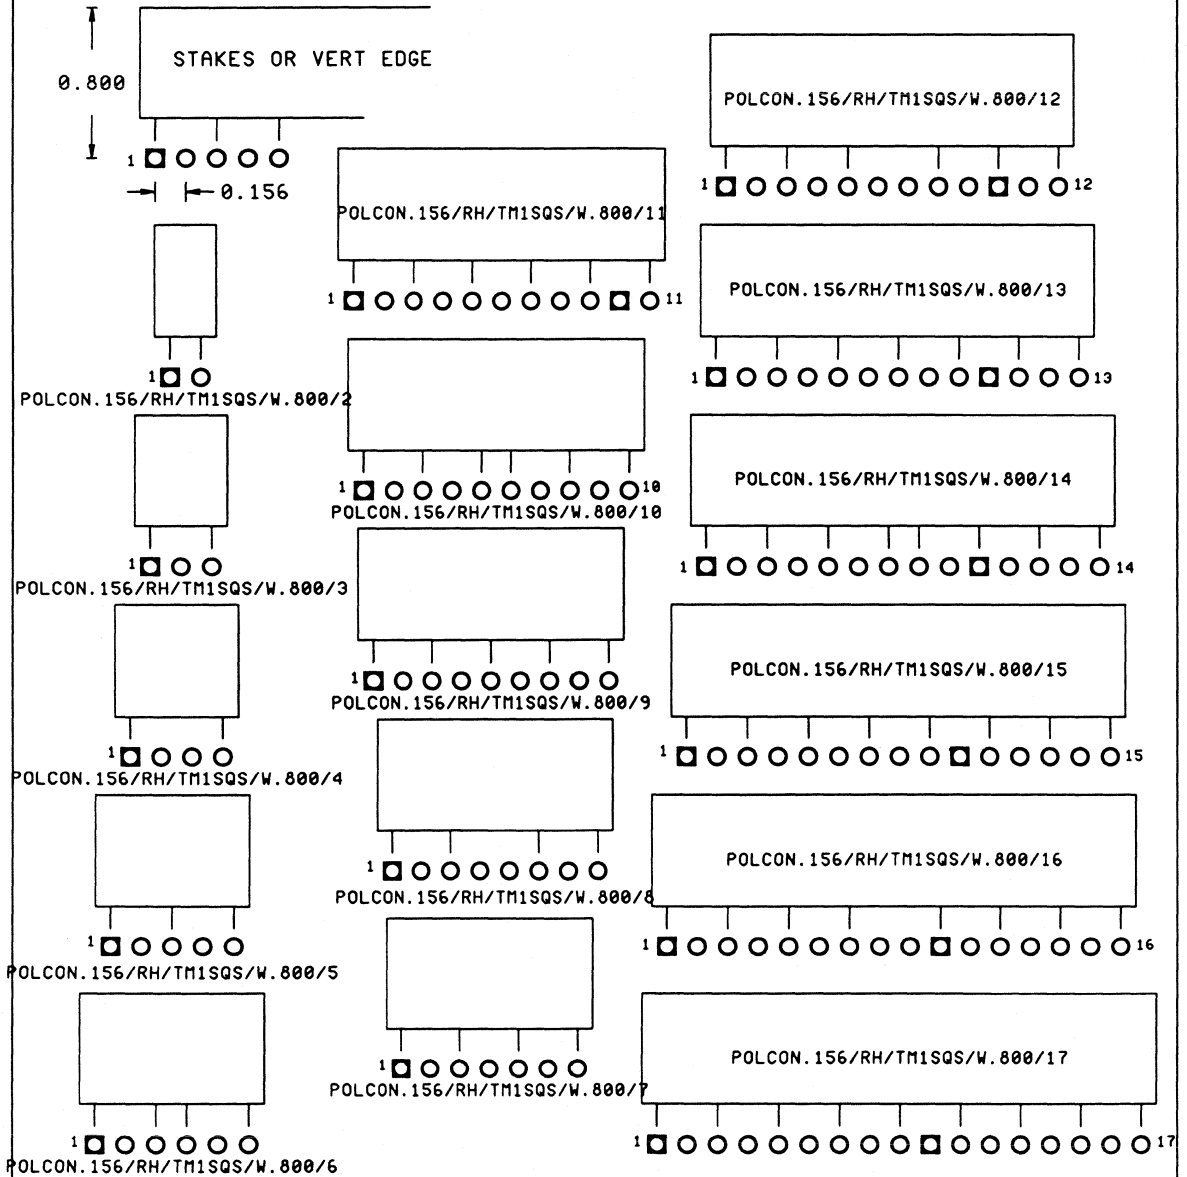 STAKES OR VERT EDGE
0.800
1
0.156
POLCON.156/RH/TM1SQS/W.800/12
1 12
POLCON.156/RH/TM1SQS/W.800/11
1 11
POLCON.156/RH/TM1SQS/W.800/13
1 13
1
POLCON.156/RH/TM1SQS/W.800/2
1 10
POLCON.156/RH/TM1SQS/W.800/10
POLCON.156/RH/TM1SQS/W.800/14
1 14
1
POLCON.156/RH/TM1SQS/W.800/3
1
POLCON.156/RH/TM1SQS/W.800/9
POLCON.156/RH/TM1SQS/W.800/15
1 15
1
POLCON.156/RH/TM1SQS/W.800/4
1
POLCON.156/RH/TM1SQS/W.800/8
POLCON.156/RH/TM1SQS/W.800/16
1 16
1
POLCON.156/RH/TM1SQS/W.800/5
1
POLCON.156/RH/TM1SQS/W.800/7
POLCON.156/RH/TM1SQS/W.800/17
1 17
1
POLCON.156/RH/TM1SQS/W.800/6